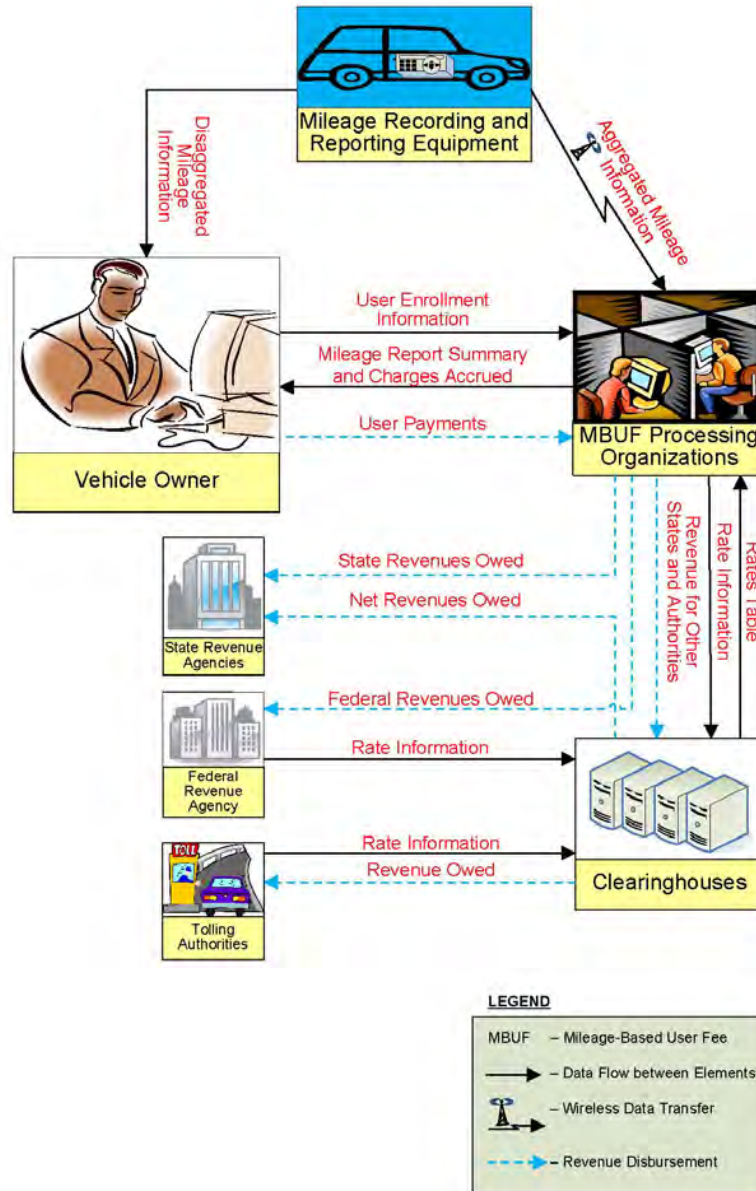 Mileage Recording and
Reporting Equipment
Disaggregated
Mileage
Information
Aggregated Mileage
Information
User Enrollment
Information
Mileage Report Summary
and Charges Accrued
User Payments
Vehicle Owner
MBUF Processing
Organizations
State Revenues Owed
Net Revenues Owed
State Revenue
Agencies
Revenue for Other
States and Authorities
Rate Information
Rates Table
Federal Revenues Owed
Rate Information
Federal
Revenue
Agency
TOLL
Rate Information
Revenue Owed
Tolling
Authorities
Clearinghouses
LEGEND
MBUF – Mileage-Based User Fee
– Data Flow between Elements
– Wireless Data Transfer
– Revenue Disbursement